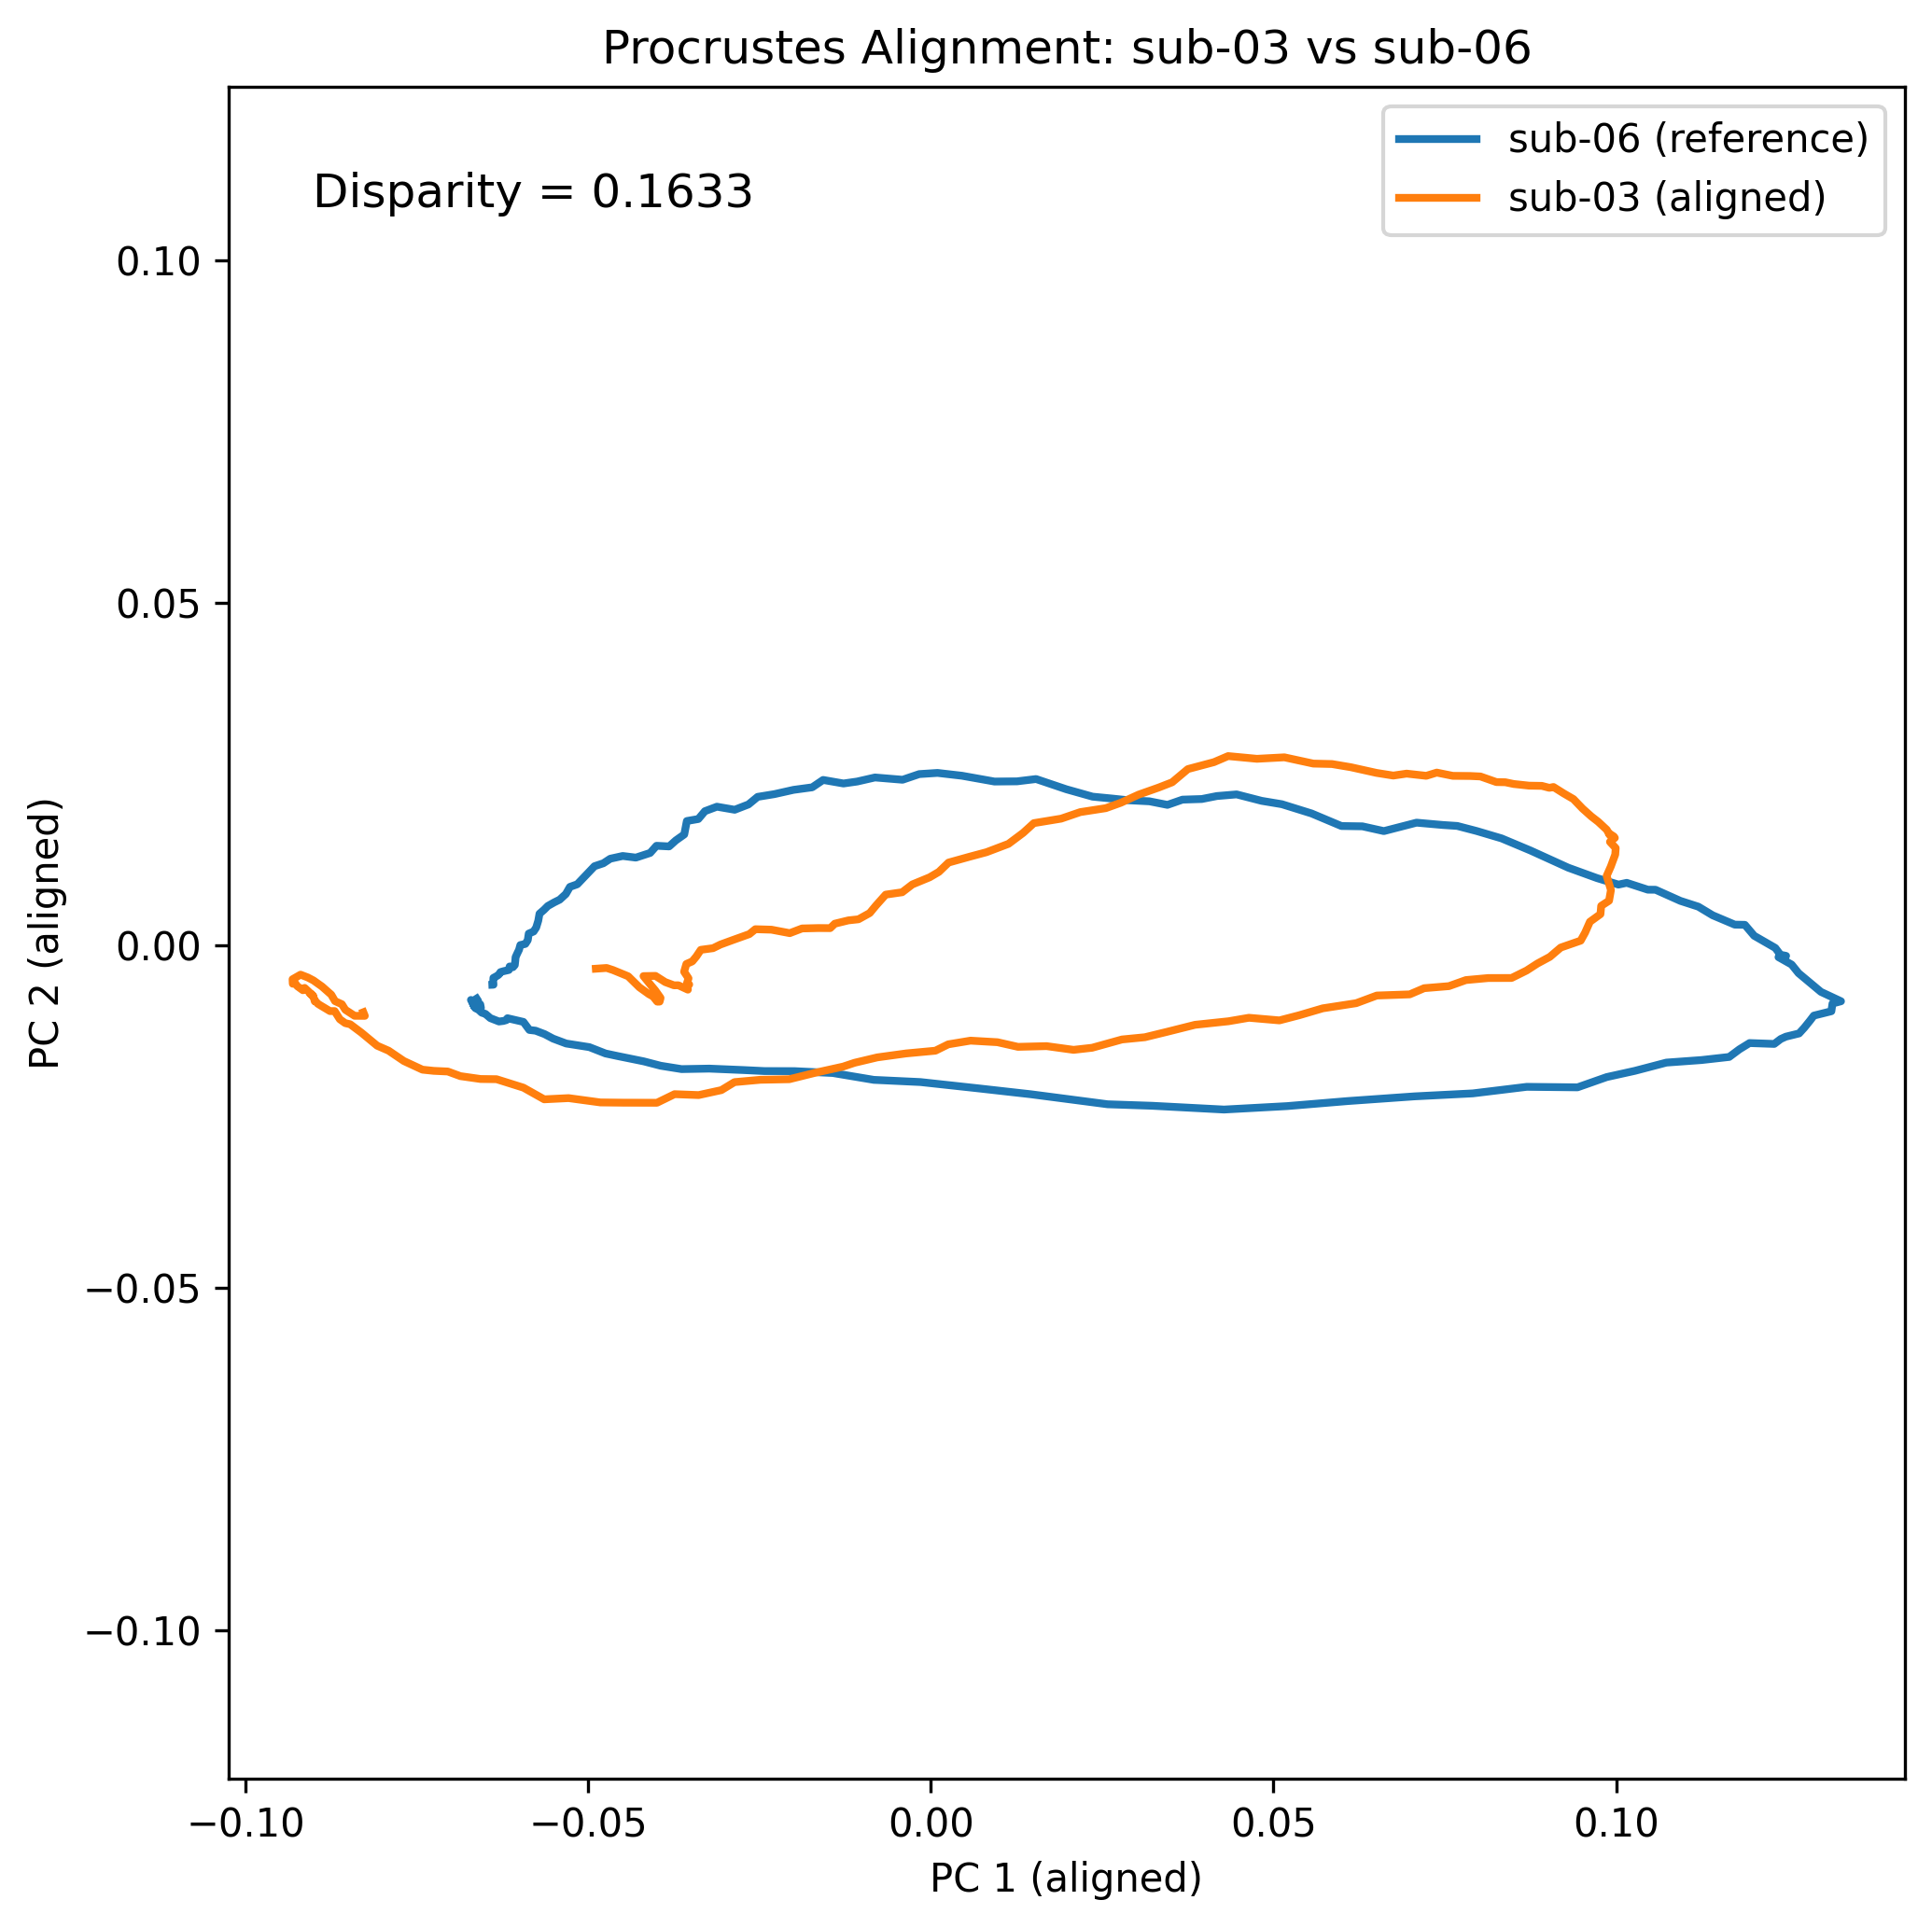 Procrustes Alignment: sub-03 vs sub-06
sub-06 (reference)
sub-03 (aligned)
Disparity = 0.1633
0.10
0.05
0.00
−0.05
−0.10
PC 2 (aligned)
−0.10
−0.05
0.00
0.05
0.10
PC 1 (aligned)